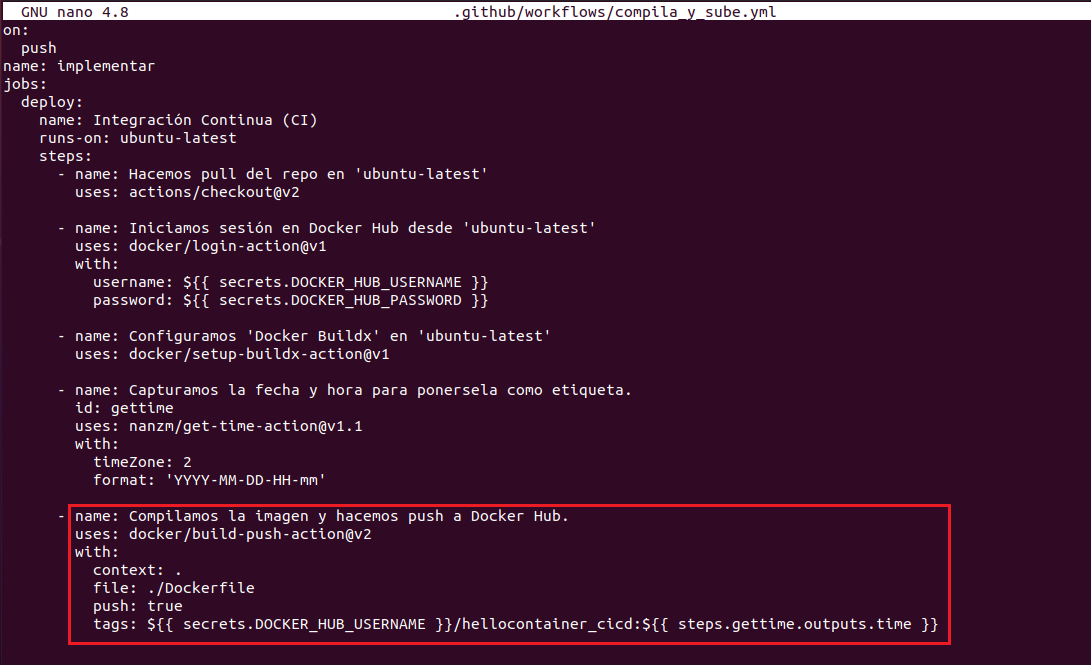 GNU nano 4.8 .github/workflows/compila_y_sube.yml
on:
  push
name: implementar
jobs:
  deploy:
    name: Integración Continua (CI)
    runs-on: ubuntu-latest
    steps:
      - name: Hacemos pull del repo en 'ubuntu-latest'
        uses: actions/checkout@v2

      - name: Iniciamos sesión en Docker Hub desde 'ubuntu-latest'
        uses: docker/login-action@v1
        with:
          username: ${{ secrets.DOCKER_HUB_USERNAME }}
          password: ${{ secrets.DOCKER_HUB_PASSWORD }}

      - name: Configuramos 'Docker Buildx' en 'ubuntu-latest'
        uses: docker/setup-buildx-action@v1

      - name: Capturamos la fecha y hora para ponersela como etiqueta.
        id: gettime
        uses: nanzm/get-time-action@v1.1
        with:
          timeZone: 2
          format: 'YYYY-MM-DD-HH-mm'

      - name: Compilamos la imagen y hacemos push a Docker Hub.
        uses: docker/build-push-action@v2
        with:
          context: .
          file: ./Dockerfile
          push: true
          tags: ${{ secrets.DOCKER_HUB_USERNAME }}/hellocontainer_cicd:${{ steps.gettime.outputs.time }}